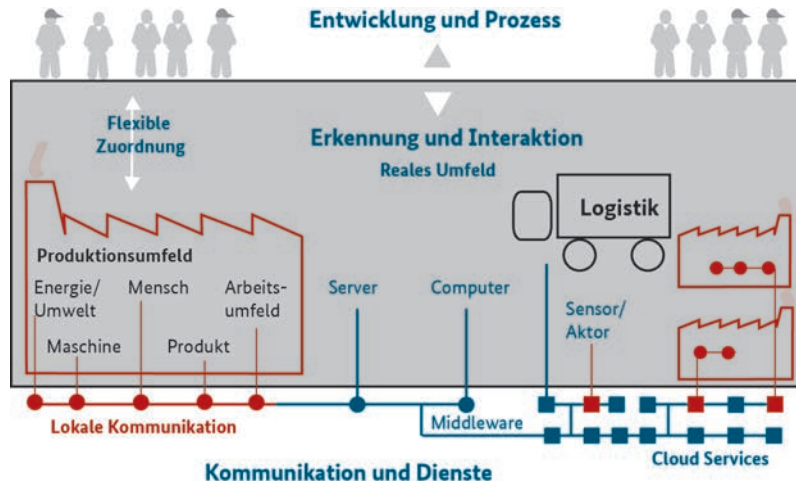 Entwicklung und Prozess
Flexible
Zuordnung
Erkennung und Interaktion
Reales Umfeld
Logistik
Produktionsumfeld
Energie/
Umwelt
Mensch
Arbeits-
umfeld
Maschine
Produkt
Server
Computer
Sensor/
Aktor
Lokale Kommunikation
Middleware
Cloud Services
Kommunikation und Dienste